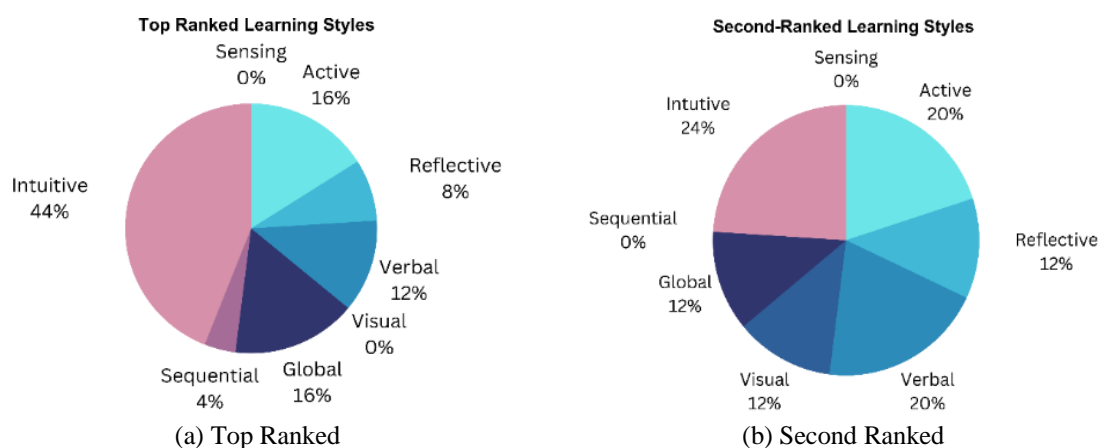 Top Ranked Learning Styles
Sensing
0%
Active
16%
Reflective
8%
Verbal
12%
Visual
0%
Global
16%
Sequential
4%
Intuitive
44%
(a) Top Ranked
Second-Ranked Learning Styles
Sensing
0%
Active
20%
Reflective
12%
Verbal
20%
Visual
12%
Global
12%
Sequential
0%
Intutive
24%
(b) Second Ranked